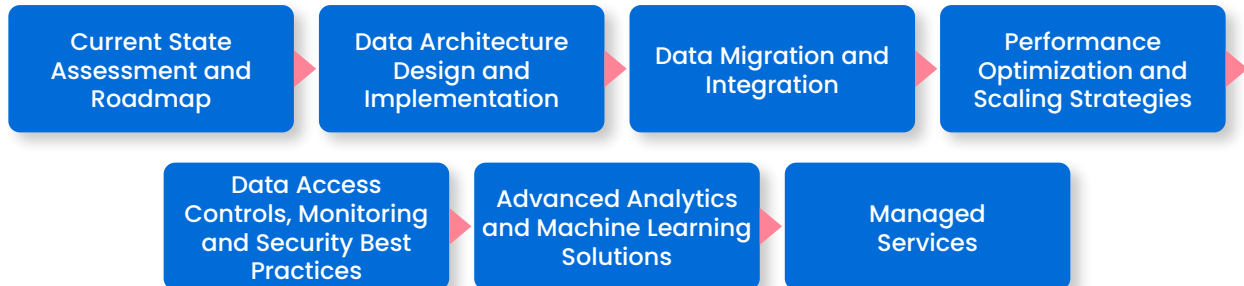 Current State
Assessment and
Roadmap
Data Architecture
Design and
Implementation
Data Migration and
Integration
Performance
Optimization and
Scaling Strategies
Data Access
Controls, Monitoring
and Security Best
Practices
Advanced Analytics
and Machine Learning
Solutions
Managed
Services